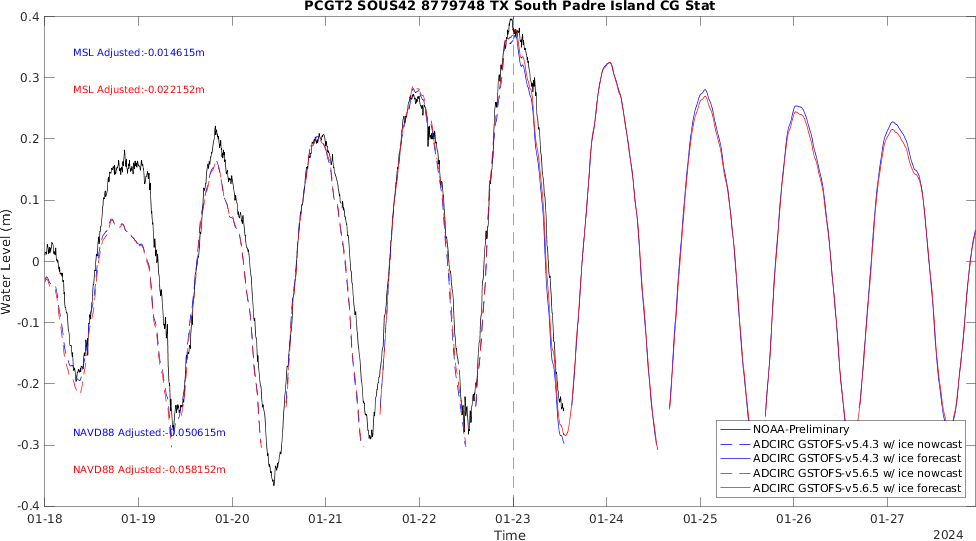 PCGT2 SOUS42 8779748 TX South Padre Island CG Stat
0.4
0.3
0.2
0.1
0
-0.1
-0.2
-0.3
-0.4
Water Level (m)
MSL Adjusted:-0.014615m
MSL Adjusted:-0.022152m
NAVD88 Adjusted:-0.050615m
NAVD88 Adjusted:-0.058152m
NOAA-Preliminary
ADCIRC GSTOFS-v5.4.3 w/ ice nowcast
ADCIRC GSTOFS-v5.4.3 w/ ice forecast
ADCIRC GSTOFS-v5.6.5 w/ ice nowcast
ADCIRC GSTOFS-v5.6.5 w/ ice forecast
01-18 01-19 01-20 01-21 01-22 01-23 01-24 01-25 01-26 01-27
Time
2024